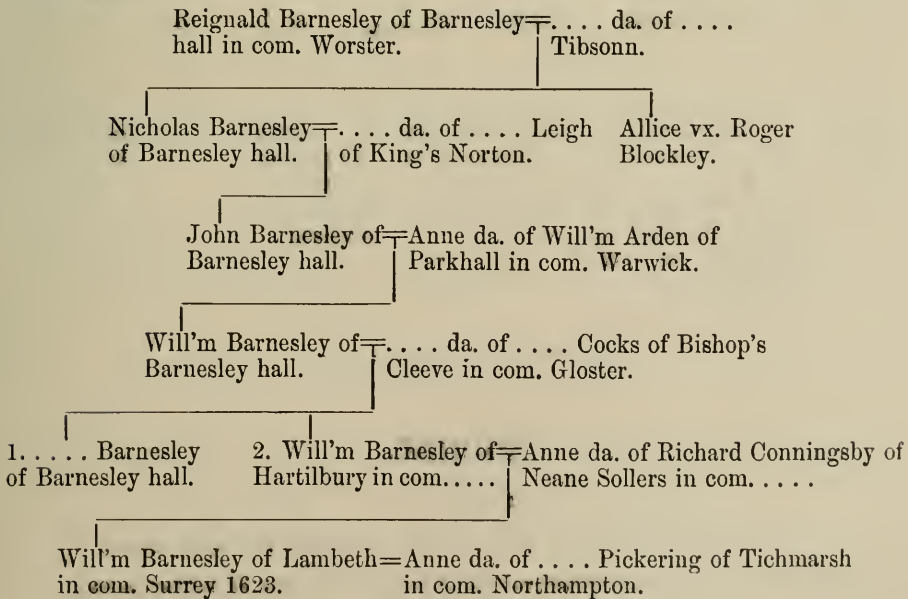 Reignald Barnesley of Barnesley=. . . . da. of . . . .
hall in com. Worster. Tibsonn.
Nicholas Barnesley=. . . . da. of . . . . Leigh Allice vx. Roger
of Barnesley hall. of King's Norton. Blockley.
John Barnesley of=Anne da. of Will'm Arden of
Barnesley hall. Parkhall in com. Warwick.
Will'm Barnesley of=. . . . da. of . . . . Cocks of Bishop's
Barnesley hall. Cleeve in com. Gloster.
1. . . . . Barnesley 2. Will'm Barnesley of=Anne da. of Richard Conningsby of
of Barnesley hall. Hartilbury in com. . . . . Neane Sollers in com. . . . .
Will'm Barnesley of Lambeth=Anne da. of . . . . Pickering of Tichmarsh
in com. Surrey 1623. in com. Northampton.